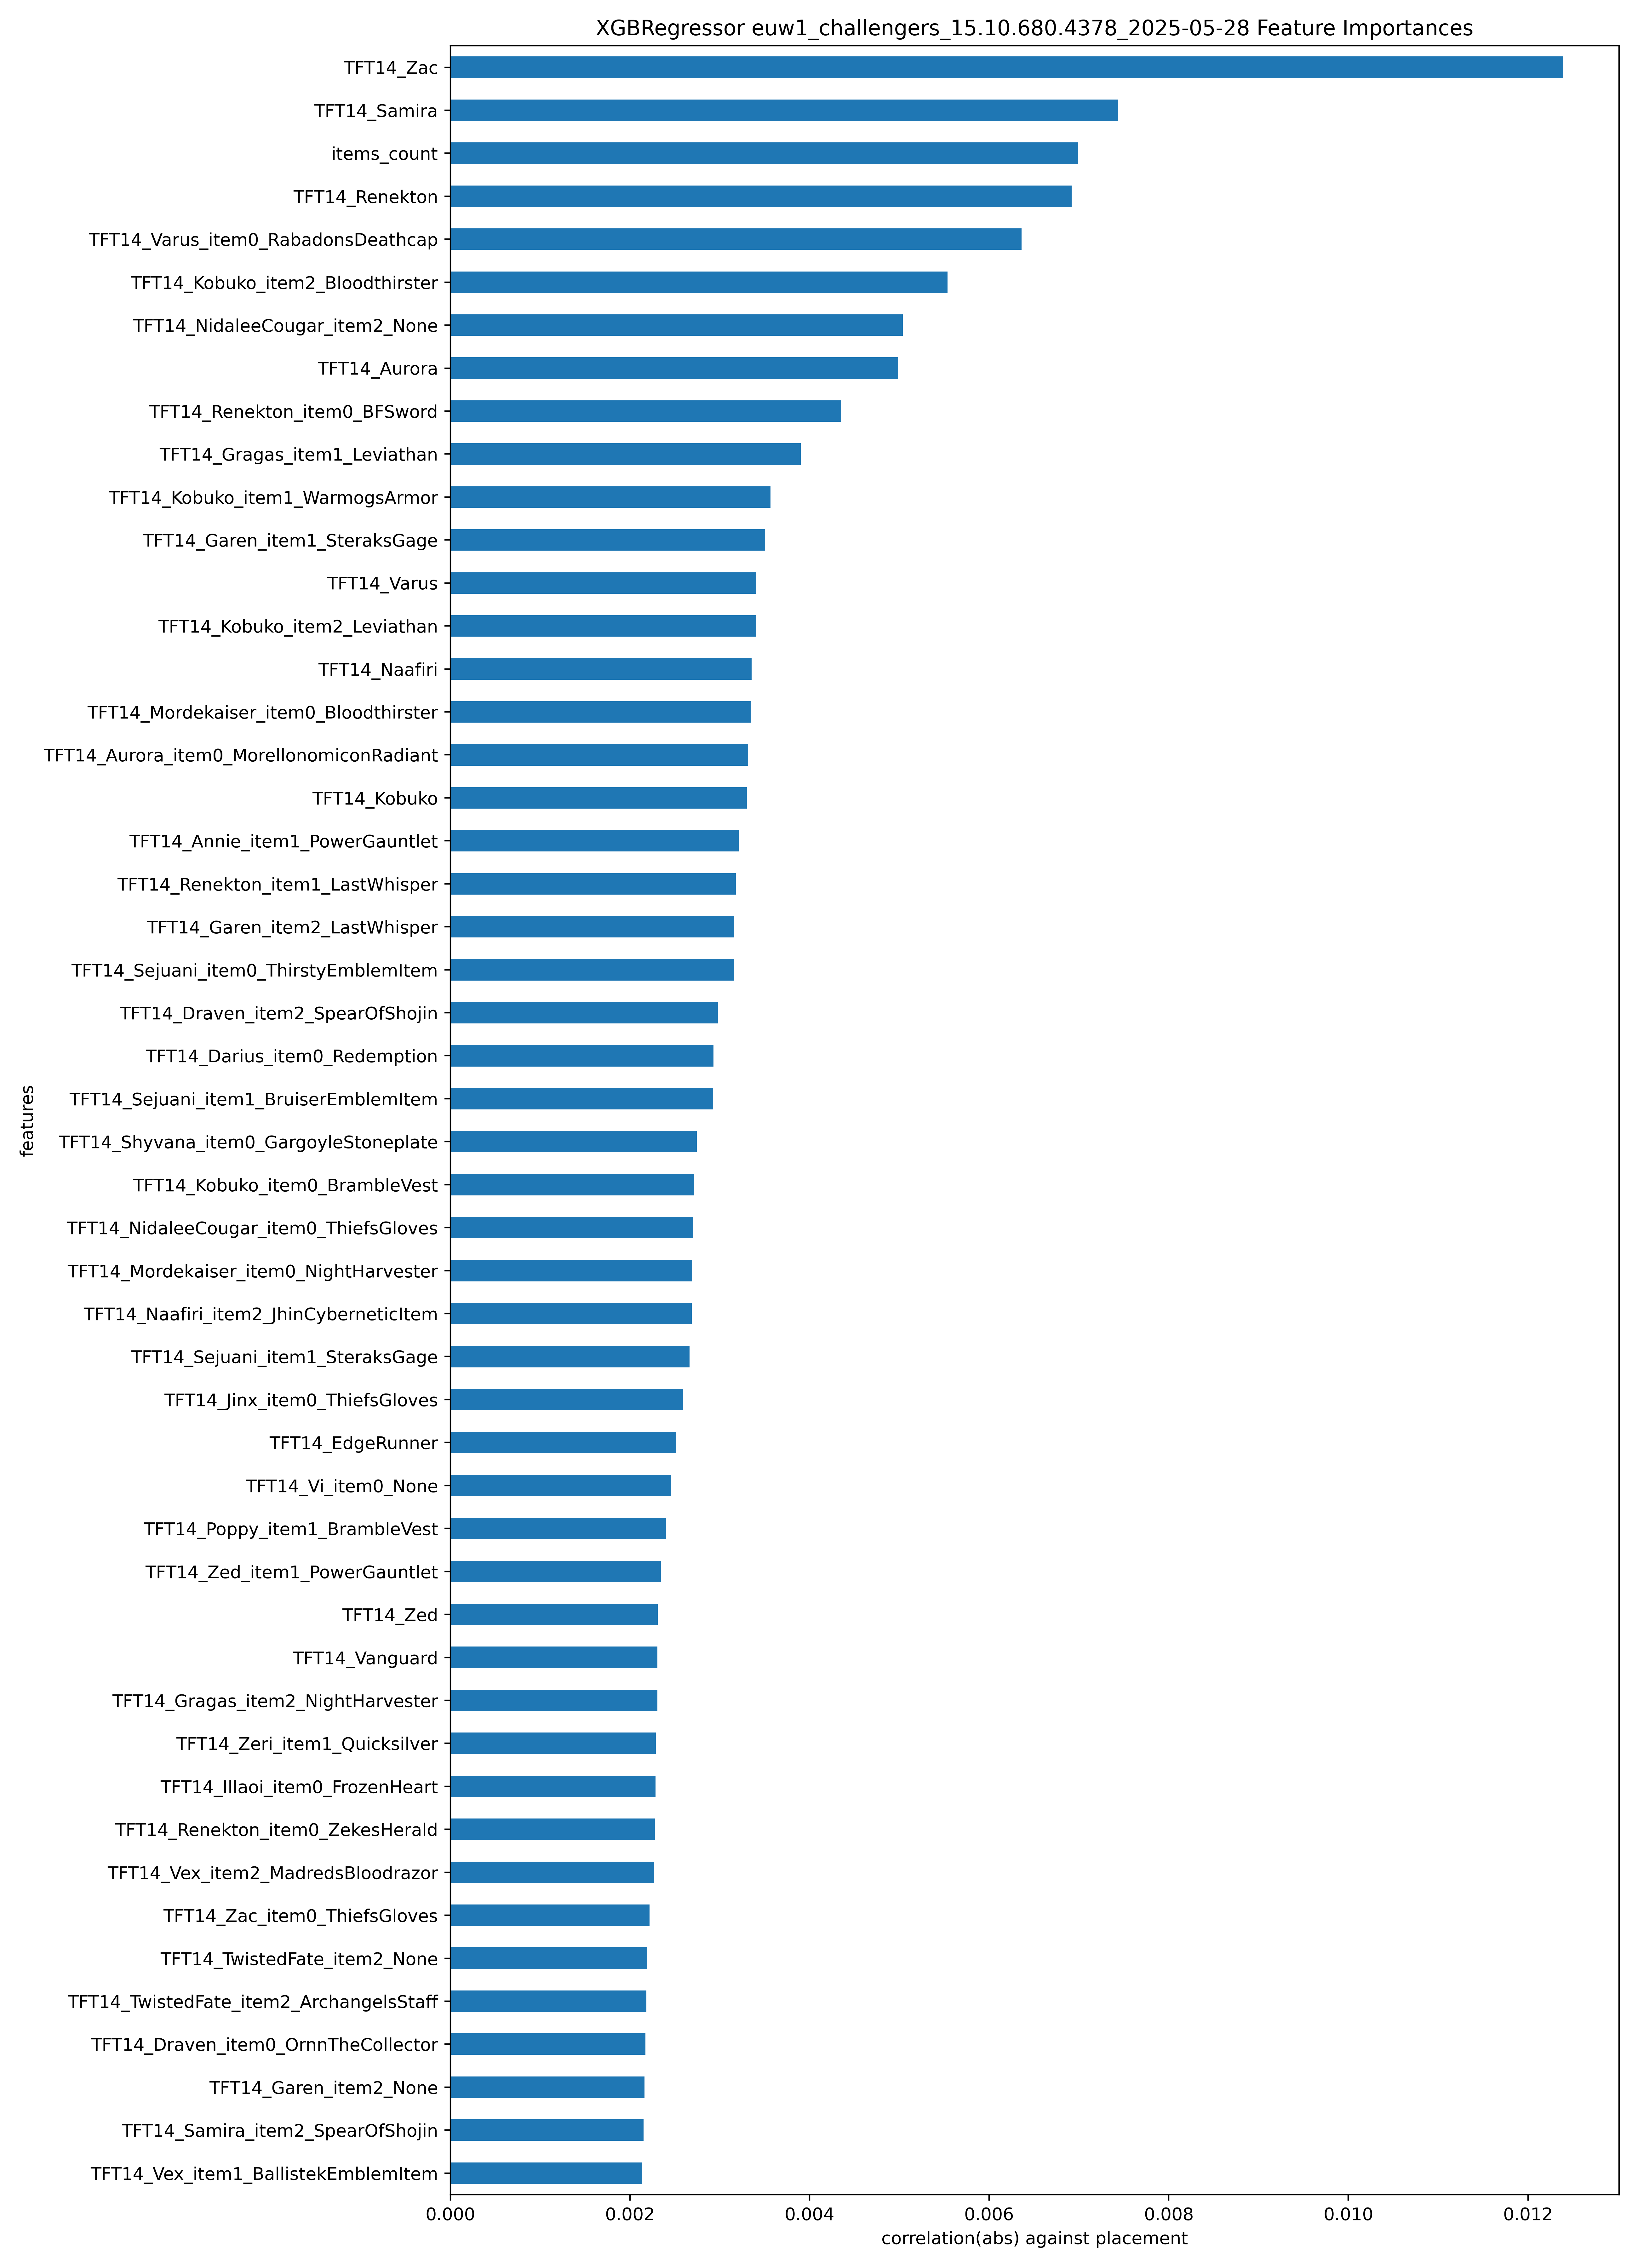 XGBRegressor euw1_challengers_15.10.680.4378_2025-05-28 Feature Importances
TFT14_Zac
TFT14_Samira
items_count
TFT14_Renekton
TFT14_Varus_item0_RabadonsDeathcap
TFT14_Kobuko_item2_Bloodthirster
TFT14_NidaleeCougar_item2_None
TFT14_Aurora
TFT14_Renekton_item0_BFSword
TFT14_Gragas_item1_Leviathan
TFT14_Kobuko_item1_WarmogsArmor
TFT14_Garen_item1_SteraksGage
TFT14_Varus
TFT14_Kobuko_item2_Leviathan
TFT14_Naafiri
TFT14_Mordekaiser_item0_Bloodthirster
TFT14_Aurora_item0_MorellonomiconRadiant
TFT14_Kobuko
TFT14_Annie_item1_PowerGauntlet
TFT14_Renekton_item1_LastWhisper
TFT14_Garen_item2_LastWhisper
TFT14_Sejuani_item0_ThirstyEmblemItem
TFT14_Draven_item2_SpearOfShojin
TFT14_Darius_item0_Redemption
TFT14_Sejuani_item1_BruiserEmblemItem
TFT14_Shyvana_item0_GargoyleStoneplate
TFT14_Kobuko_item0_BrambleVest
TFT14_NidaleeCougar_item0_ThiefsGloves
TFT14_Mordekaiser_item0_NightHarvester
TFT14_Naafiri_item2_JhinCyberneticItem
TFT14_Sejuani_item1_SteraksGage
TFT14_Jinx_item0_ThiefsGloves
TFT14_EdgeRunner
TFT14_Vi_item0_None
TFT14_Poppy_item1_BrambleVest
TFT14_Zed_item1_PowerGauntlet
TFT14_Zed
TFT14_Vanguard
TFT14_Gragas_item2_NightHarvester
TFT14_Zeri_item1_Quicksilver
TFT14_Illaoi_item0_FrozenHeart
TFT14_Renekton_item0_ZekesHerald
TFT14_Vex_item2_MadredsBloodrazor
TFT14_Zac_item0_ThiefsGloves
TFT14_TwistedFate_item2_None
TFT14_TwistedFate_item2_ArchangelsStaff
TFT14_Draven_item0_OrnnTheCollector
TFT14_Garen_item2_None
TFT14_Samira_item2_SpearOfShojin
TFT14_Vex_item1_BallistekEmblemItem
features
0.000 0.002 0.004 0.006 0.008 0.010 0.012
correlation(abs) against placement